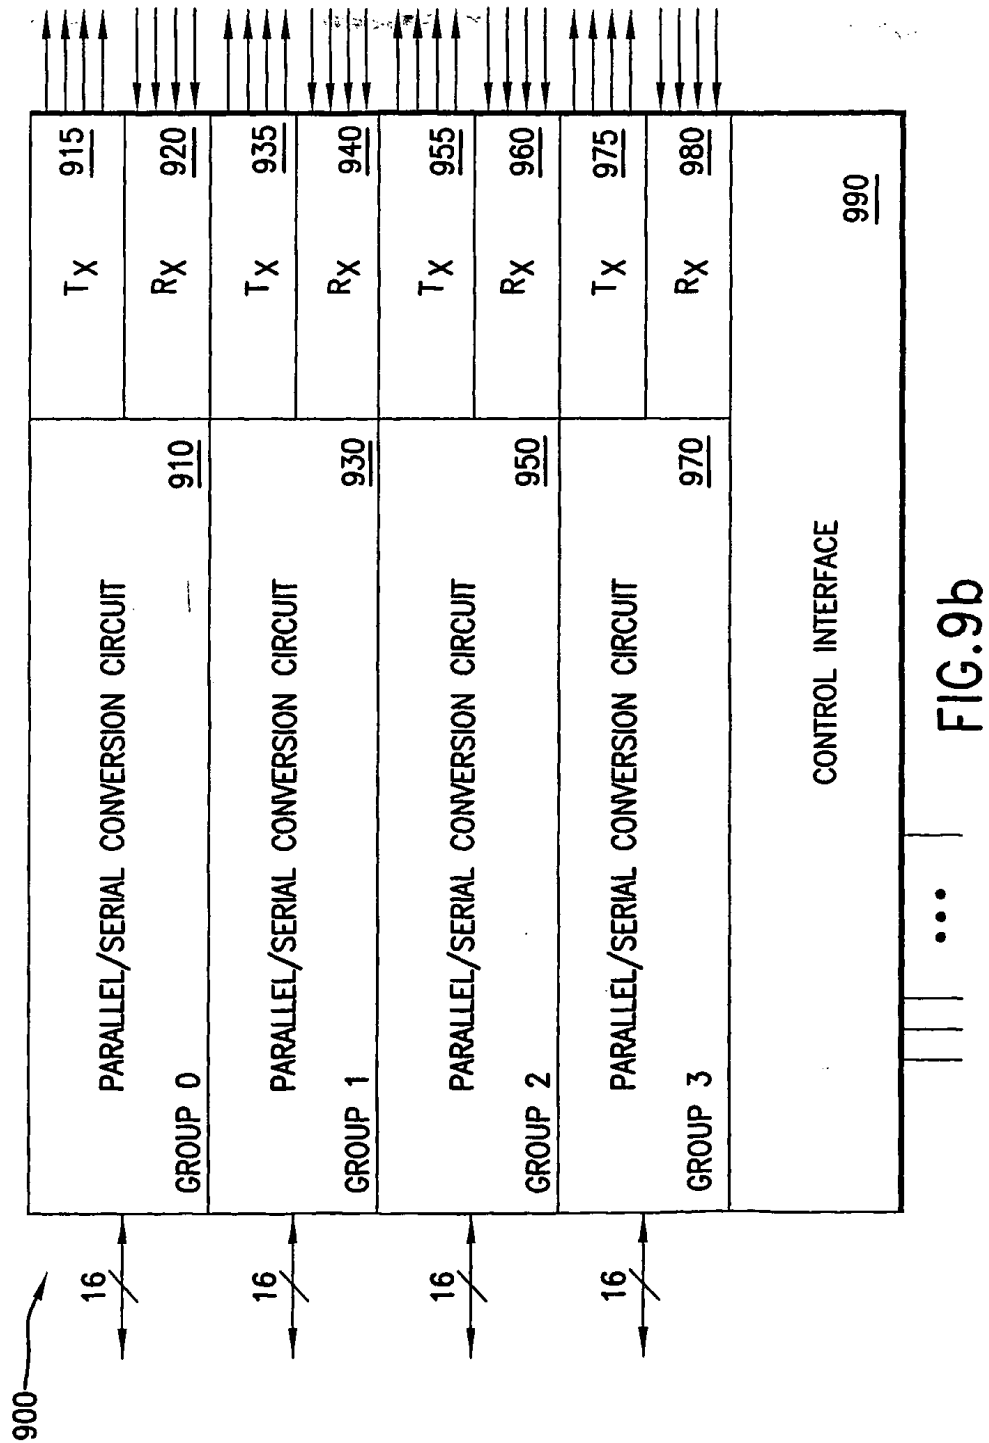 900
16
PARALLEL/SERIAL CONVERSION CIRCUIT
GROUP 0
910
TX
915
RX
920
16
PARALLEL/SERIAL CONVERSION CIRCUIT
GROUP 1
930
TX
935
RX
940
16
PARALLEL/SERIAL CONVERSION CIRCUIT
GROUP 2
950
TX
955
RX
960
16
PARALLEL/SERIAL CONVERSION CIRCUIT
GROUP 3
970
TX
975
RX
980
CONTROL INTERFACE
990
FIG.9b